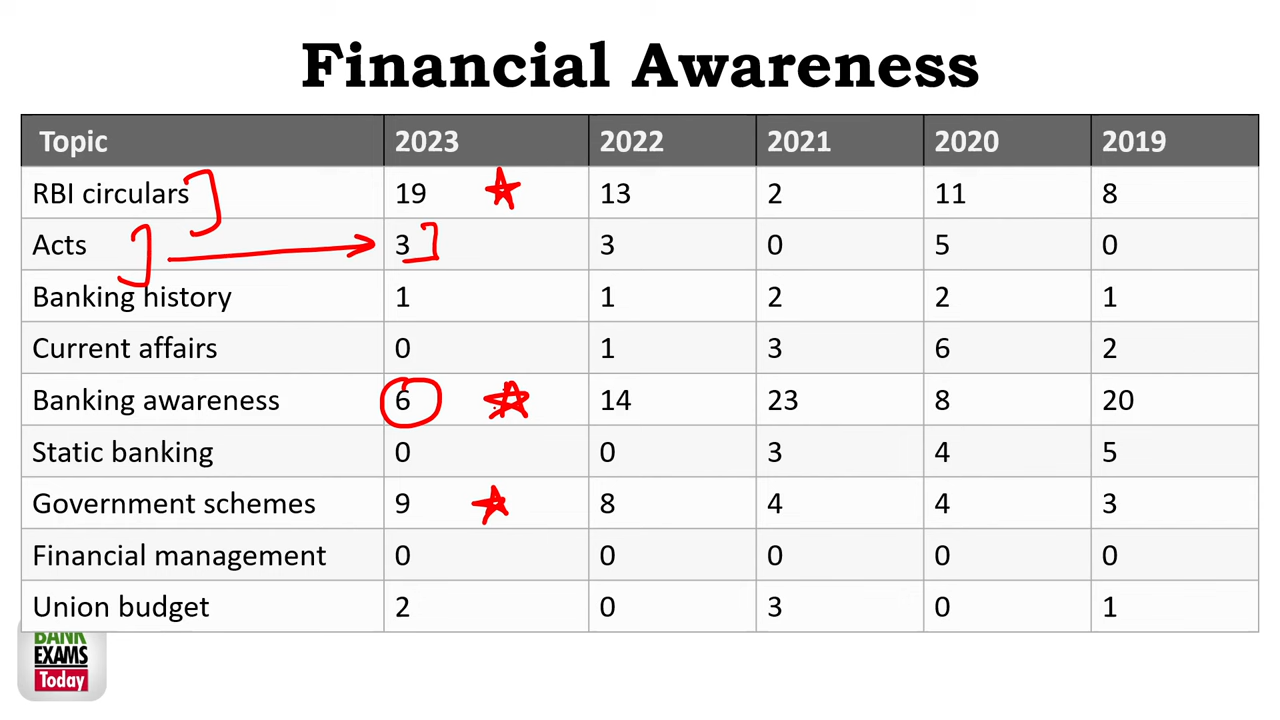 Financial Awareness
Topic 2023 2022 2021 2020 2019
RBI circulars 19 13 2 11 8
Acts 3 3 0 5 0
Banking history 1 1 2 2 1
Current affairs 0 1 3 6 2
Banking awareness 6 14 23 8 20
Static banking 0 0 3 4 5
Government schemes 9 8 4 4 3
Financial management 0 0 0 0 0
Union budget 2 0 3 0 1
BANK
EXAMS
Today